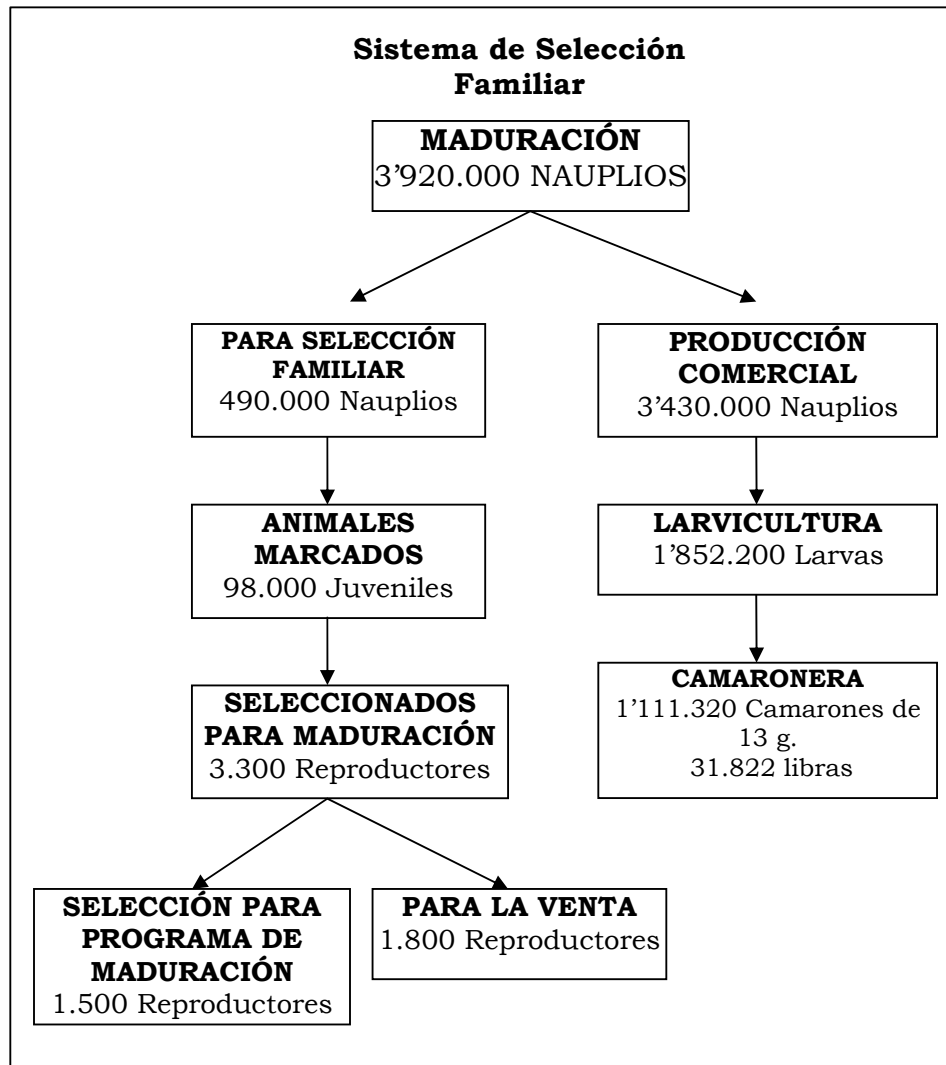 Sistema de Selección
Familiar
MADURACIÓN
3’920.000 NAUPLIOS
PARA SELECCIÓN
FAMILIAR
490.000 Nauplios
PRODUCCIÓN
COMERCIAL
3’430.000 Nauplios
ANIMALES
MARCADOS
98.000 Juveniles
LARVICULTURA
1’852.200 Larvas
SELECCIONADOS
PARA MADURACIÓN
3.300 Reproductores
CAMARONERA
1’111.320 Camarones de
13 g.
31.822 libras
SELECCIÓN PARA
PROGRAMA DE
MADURACIÓN
1.500 Reproductores
PARA LA VENTA
1.800 Reproductores